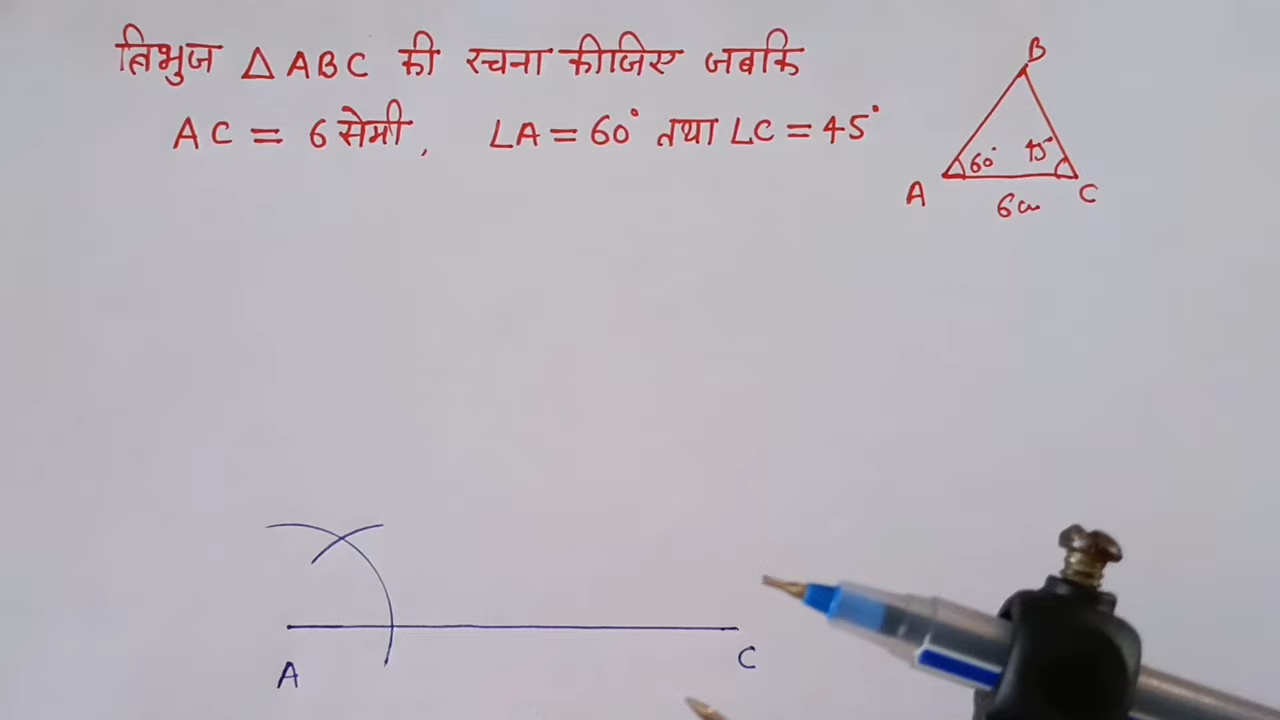 त्रिभुज △ABC की रचना कीजिए जबकि
AC = 6 सेमी, ∠A = 60° तथा ∠C = 45°
B
60° 45°
A C
6cm
A C